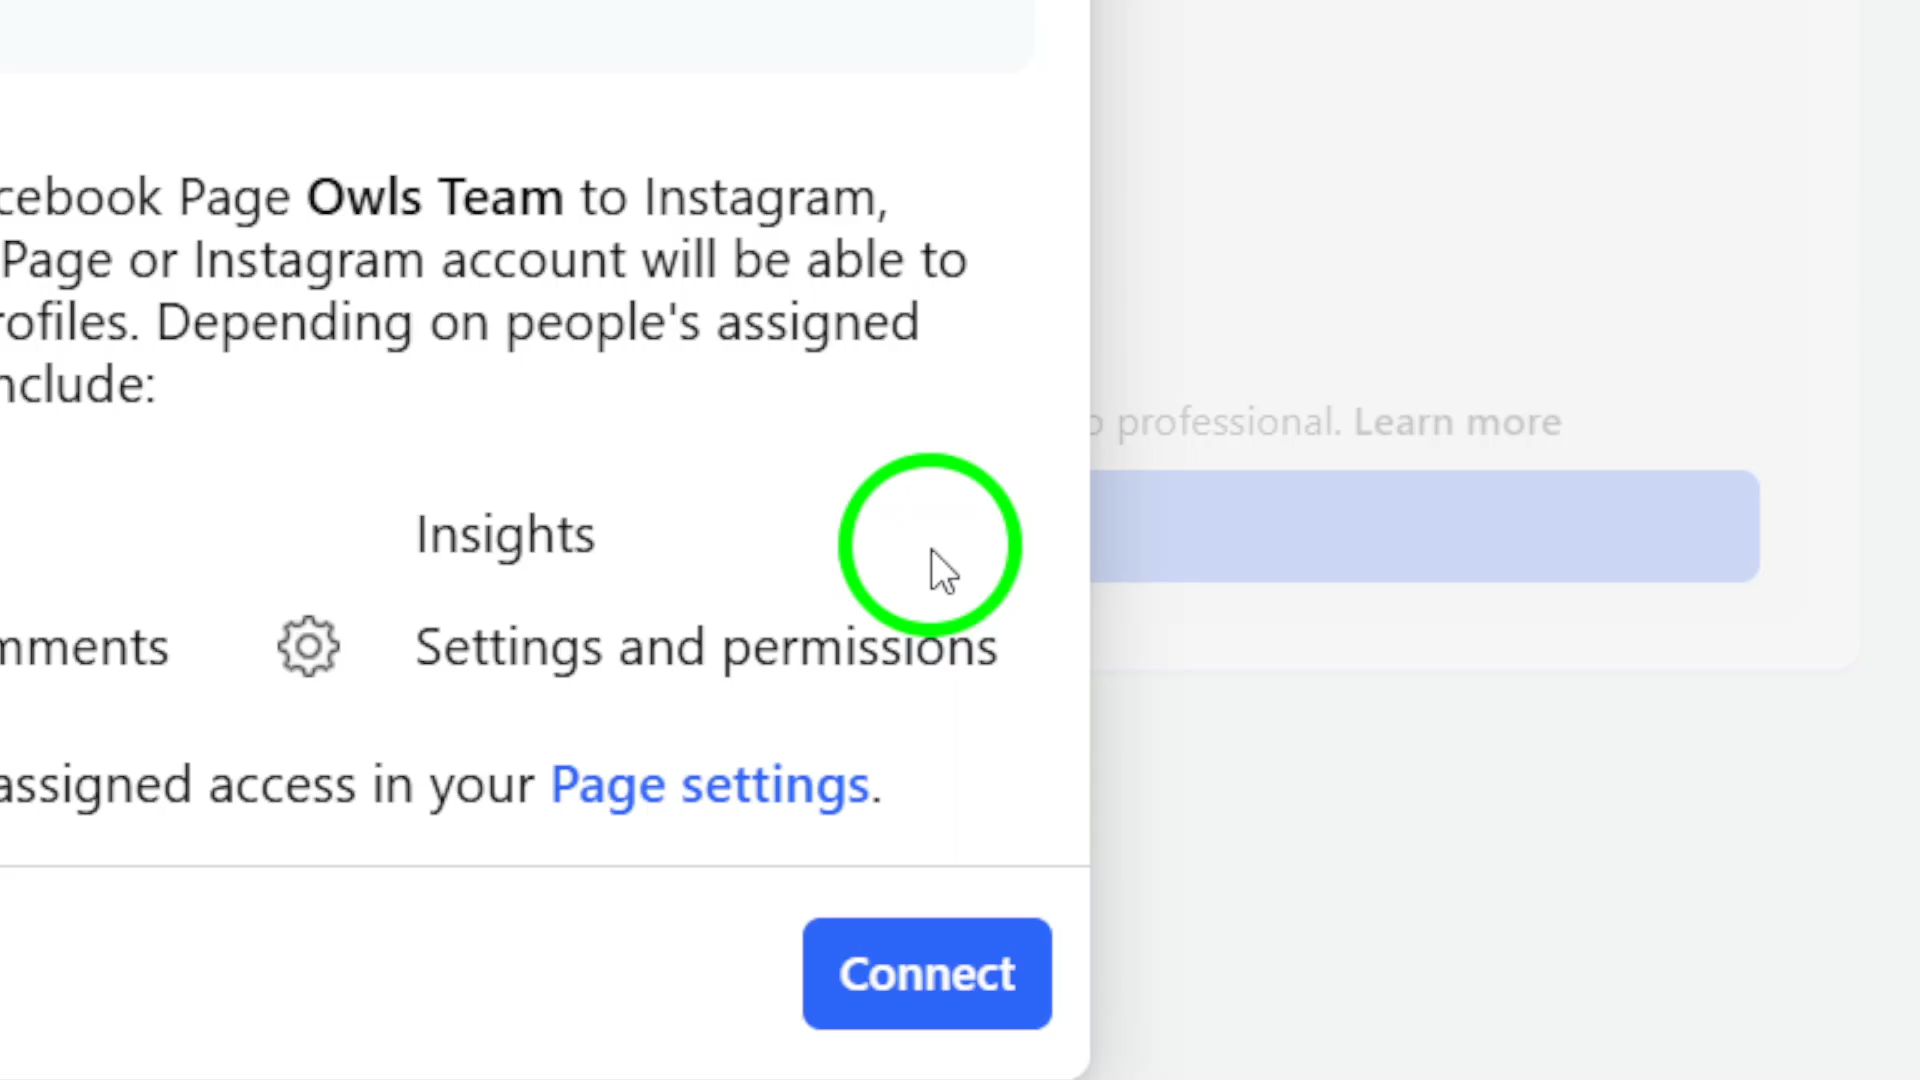 cebook Page Owls Team to Instagram,
Page or Instagram account will be able to
rofiles. Depending on people's assigned
nclude:
professional. Learn more
Insights
mments
Settings and permissions
assigned access in your Page settings.
Connect